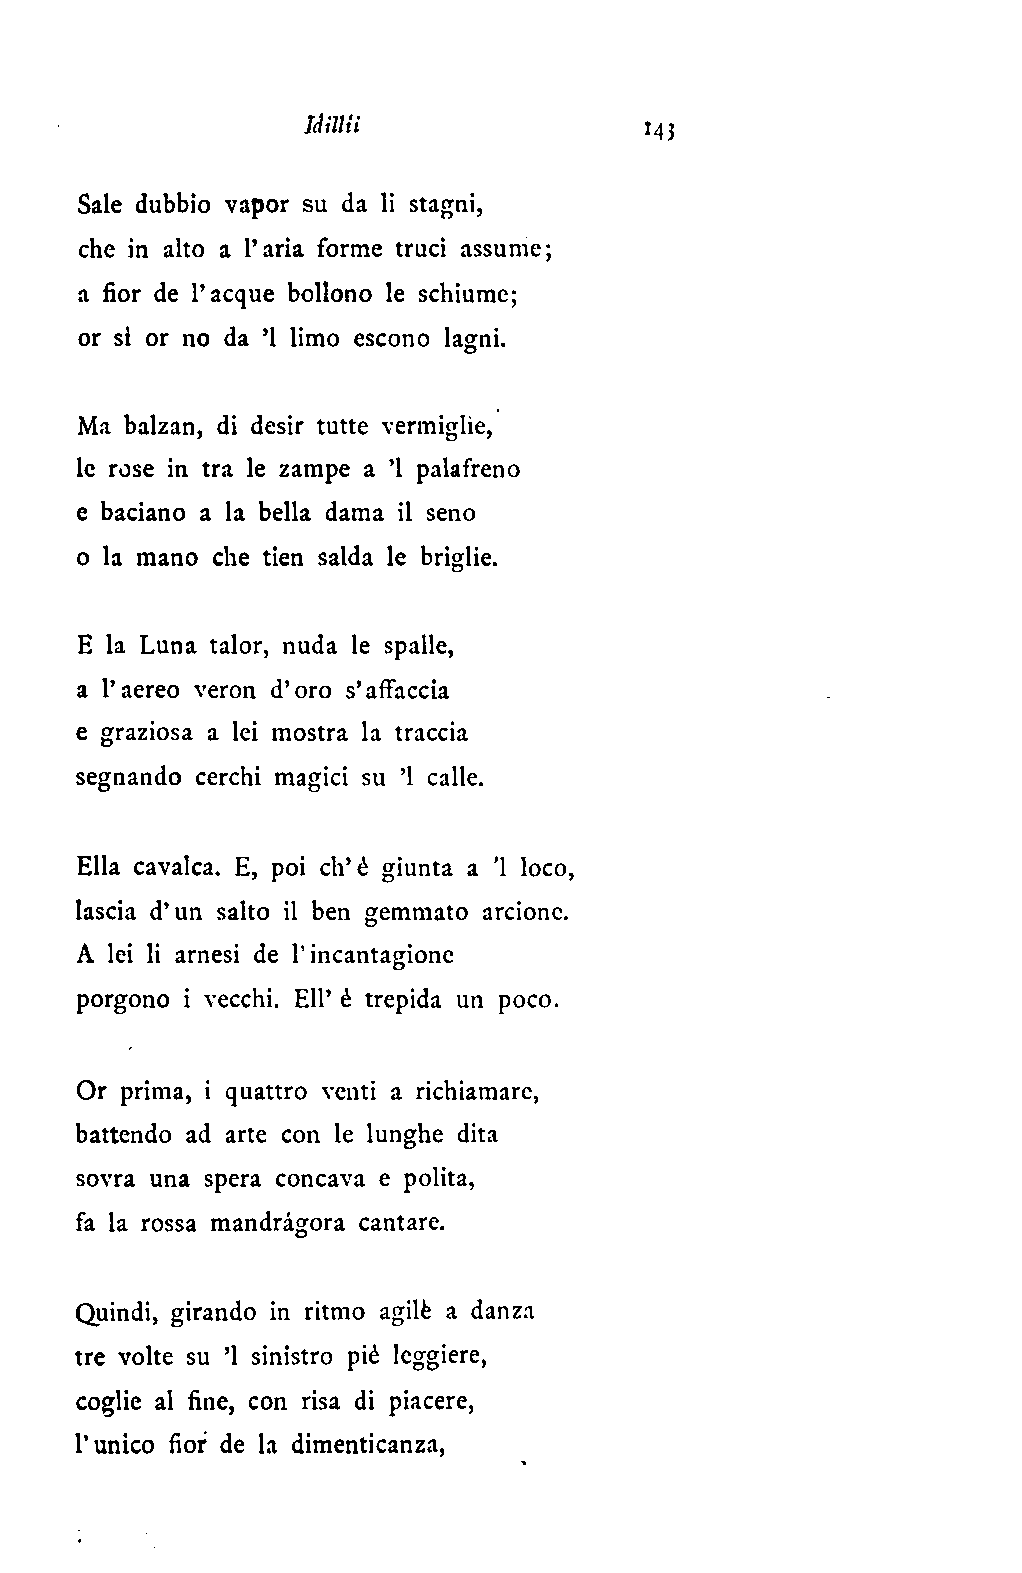 Idillii 143
Sale dubbio vapor su da li stagni,
che in alto a l'aria forme truci assume;
a fior de l'acque bollono le schiume;
or sì or no da 'l limo escono lagni.
Ma balzan, di desir tutte vermiglie,
le rose in tra le zampe a 'l palafreno
e baciano a la bella dama il seno
o la mano che tien salda le briglie.
E la Luna talor, nuda le spalle,
a l'aereo veron d'oro s'affaccia
e graziosa a lei mostra la traccia
segnando cerchi magici su 'l calle.
Ella cavalca. E, poi ch'è giunta a 'l loco,
lascia d'un salto il ben gemmato arcione.
A lei li arnesi de l'incantagione
porgono i vecchi. Ell' è trepida un poco.
Or prima, i quattro venti a richiamare,
battendo ad arte con le lunghe dita
sovra una spera concava e polita,
fa la rossa mandrágora cantare.
Quindi, girando in ritmo agile a danza
tre volte su 'l sinistro piè leggiere,
coglie al fine, con risa di piacere,
l'unico fior de la dimenticanza,